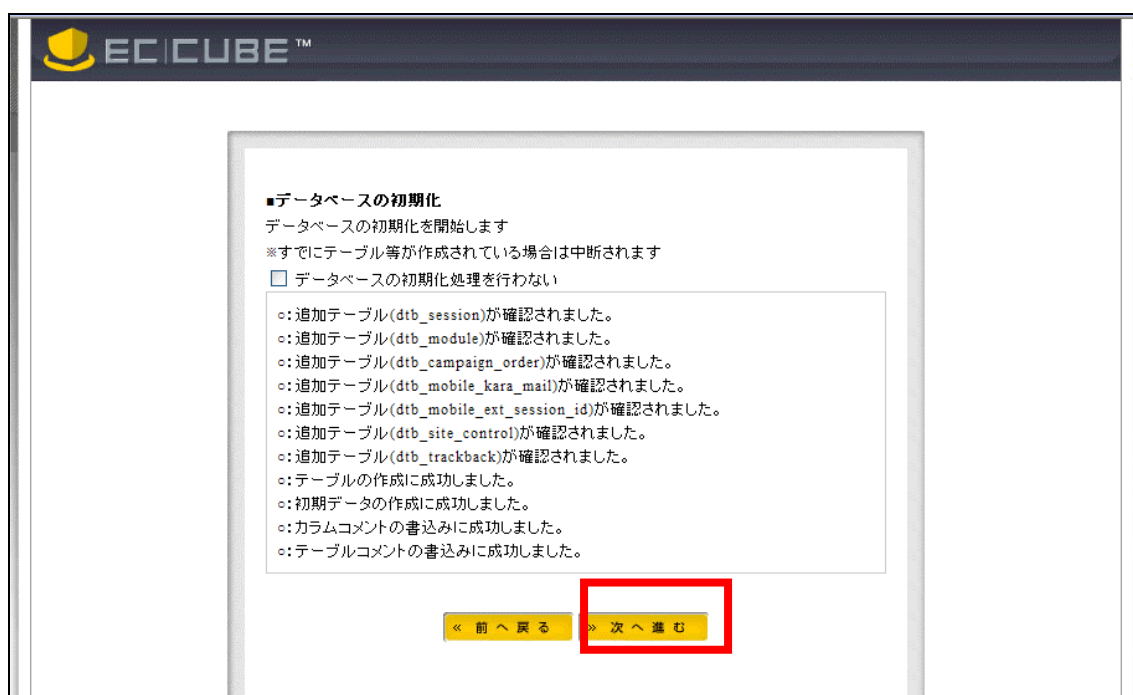 EC CUBE™
■データベースの初期化
データベースの初期化を開始します
※すでにテーブル等が作成されている場合は中断されます
データベースの初期化処理を行わない
○:追加テーブル(dtb_session)が確認されました。
○:追加テーブル(dtb_module)が確認されました。
○:追加テーブル(dtb_campaign_order)が確認されました。
○:追加テーブル(dtb_mobile_kara_mail)が確認されました。
○:追加テーブル(dtb_mobile_ext_session_id)が確認されました。
○:追加テーブル(dtb_site_control)が確認されました。
○:追加テーブル(dtb_trackback)が確認されました。
○:テーブルの作成に成功しました。
○:初期データの作成に成功しました。
○:カラムコメントの書込みに成功しました。
○:テーブルコメントの書込みに成功しました。
« 前へ戻る » 次へ進む